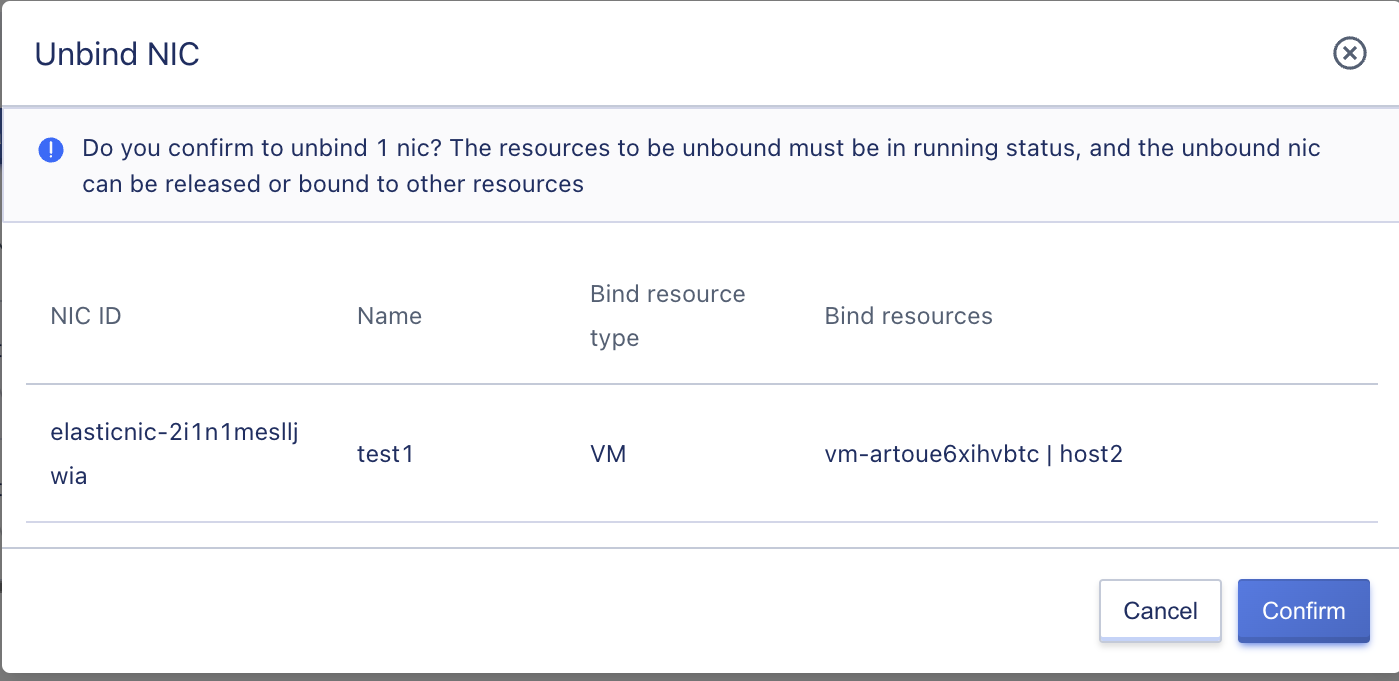 Unbind NIC
Do you confirm to unbind 1 nic? The resources to be unbound must be in running status, and the unbound nic
can be released or bound to other resources
NIC ID
Name
Bind resource
type
Bind resources
elasticnic-2i1n1mesllj
wia
test1
VM
vm-artoue6xihvbtc | host2
Cancel
Confirm